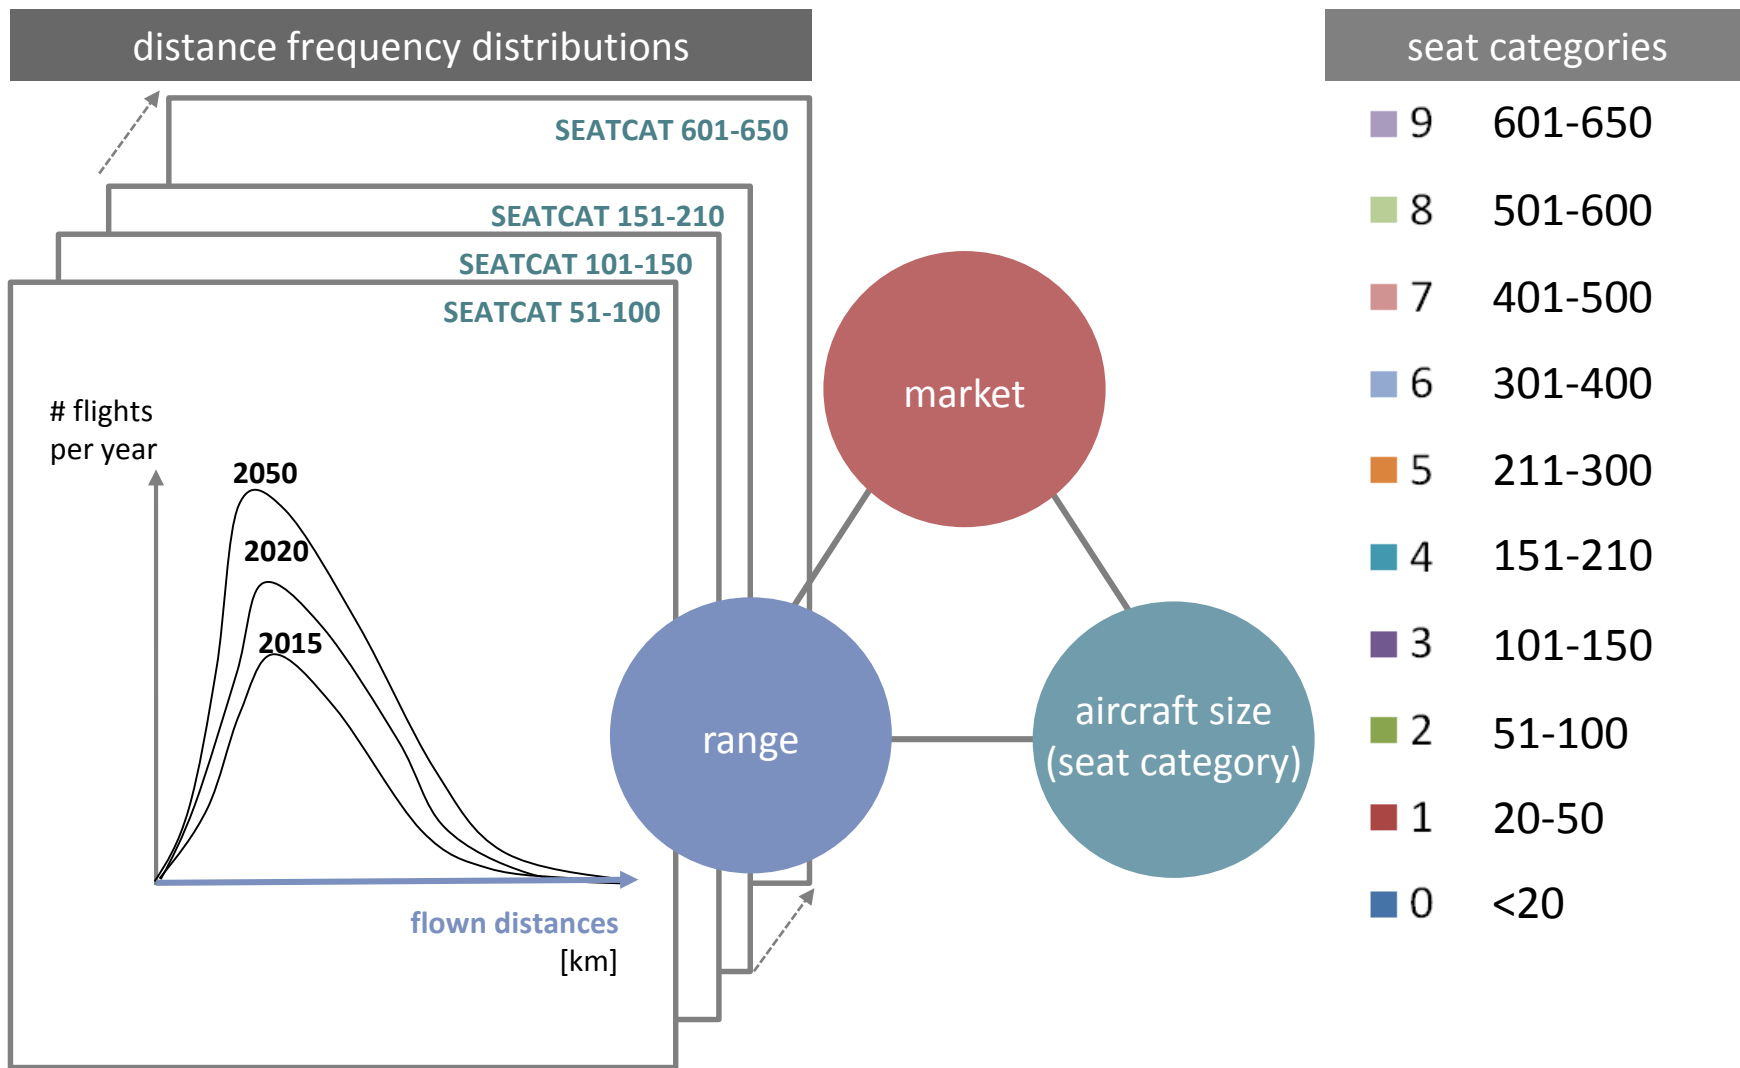 distance frequency distributions
SEATCAT 601-650
SEATCAT 151-210
SEATCAT 101-150
SEATCAT 51-100
# flights
per year
2050
2020
2015
flown distances
[km]
market
range
aircraft size
(seat category)
seat categories
9 601-650
8 501-600
7 401-500
6 301-400
5 211-300
4 151-210
3 101-150
2 51-100
1 20-50
0 <20